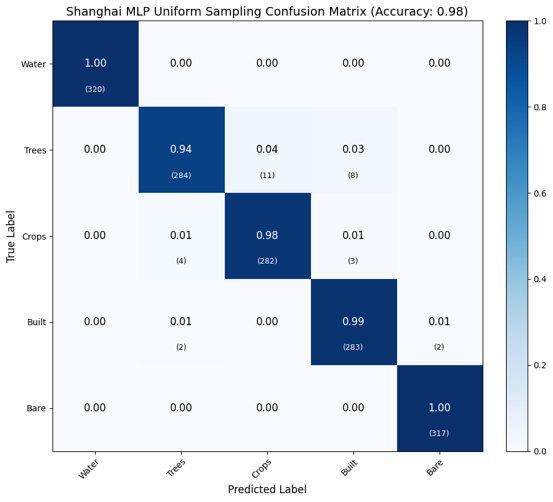 Shanghai MLP Uniform Sampling Confusion Matrix (Accuracy: 0.98)
True Label
Water 1.00 0.00 0.00 0.00 0.00
(320)
Trees 0.00 0.94 0.04 0.03 0.00
(284) (11) (8)
Crops 0.00 0.01 0.98 0.01 0.00
(4) (282) (3)
Built 0.00 0.01 0.00 0.99 0.01
(2) (283) (2)
Bare 0.00 0.00 0.00 0.00 1.00
(317)
Water Trees Crops Built Bare
Predicted Label
1.0
0.8
0.6
0.4
0.2
0.0